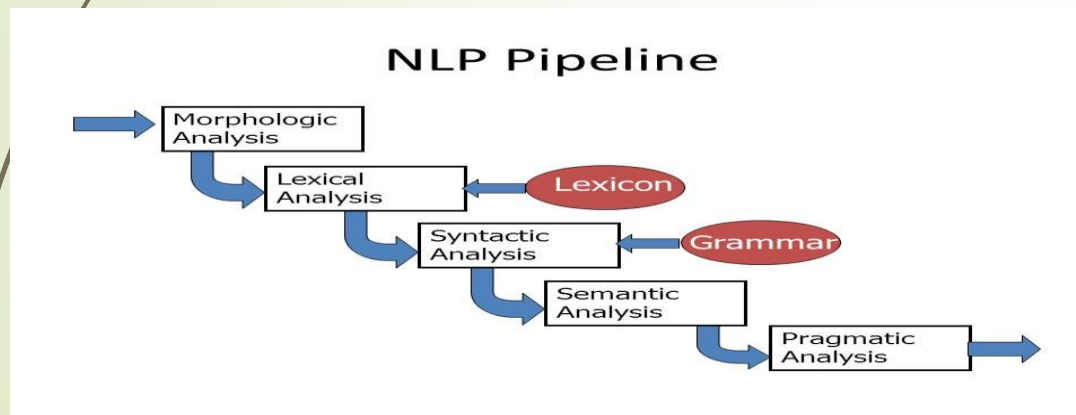 NLP Pipeline
Morphologic
Analysis
Lexical
Analysis
Lexicon
Syntactic
Analysis
Grammar
Semantic
Analysis
Pragmatic
Analysis